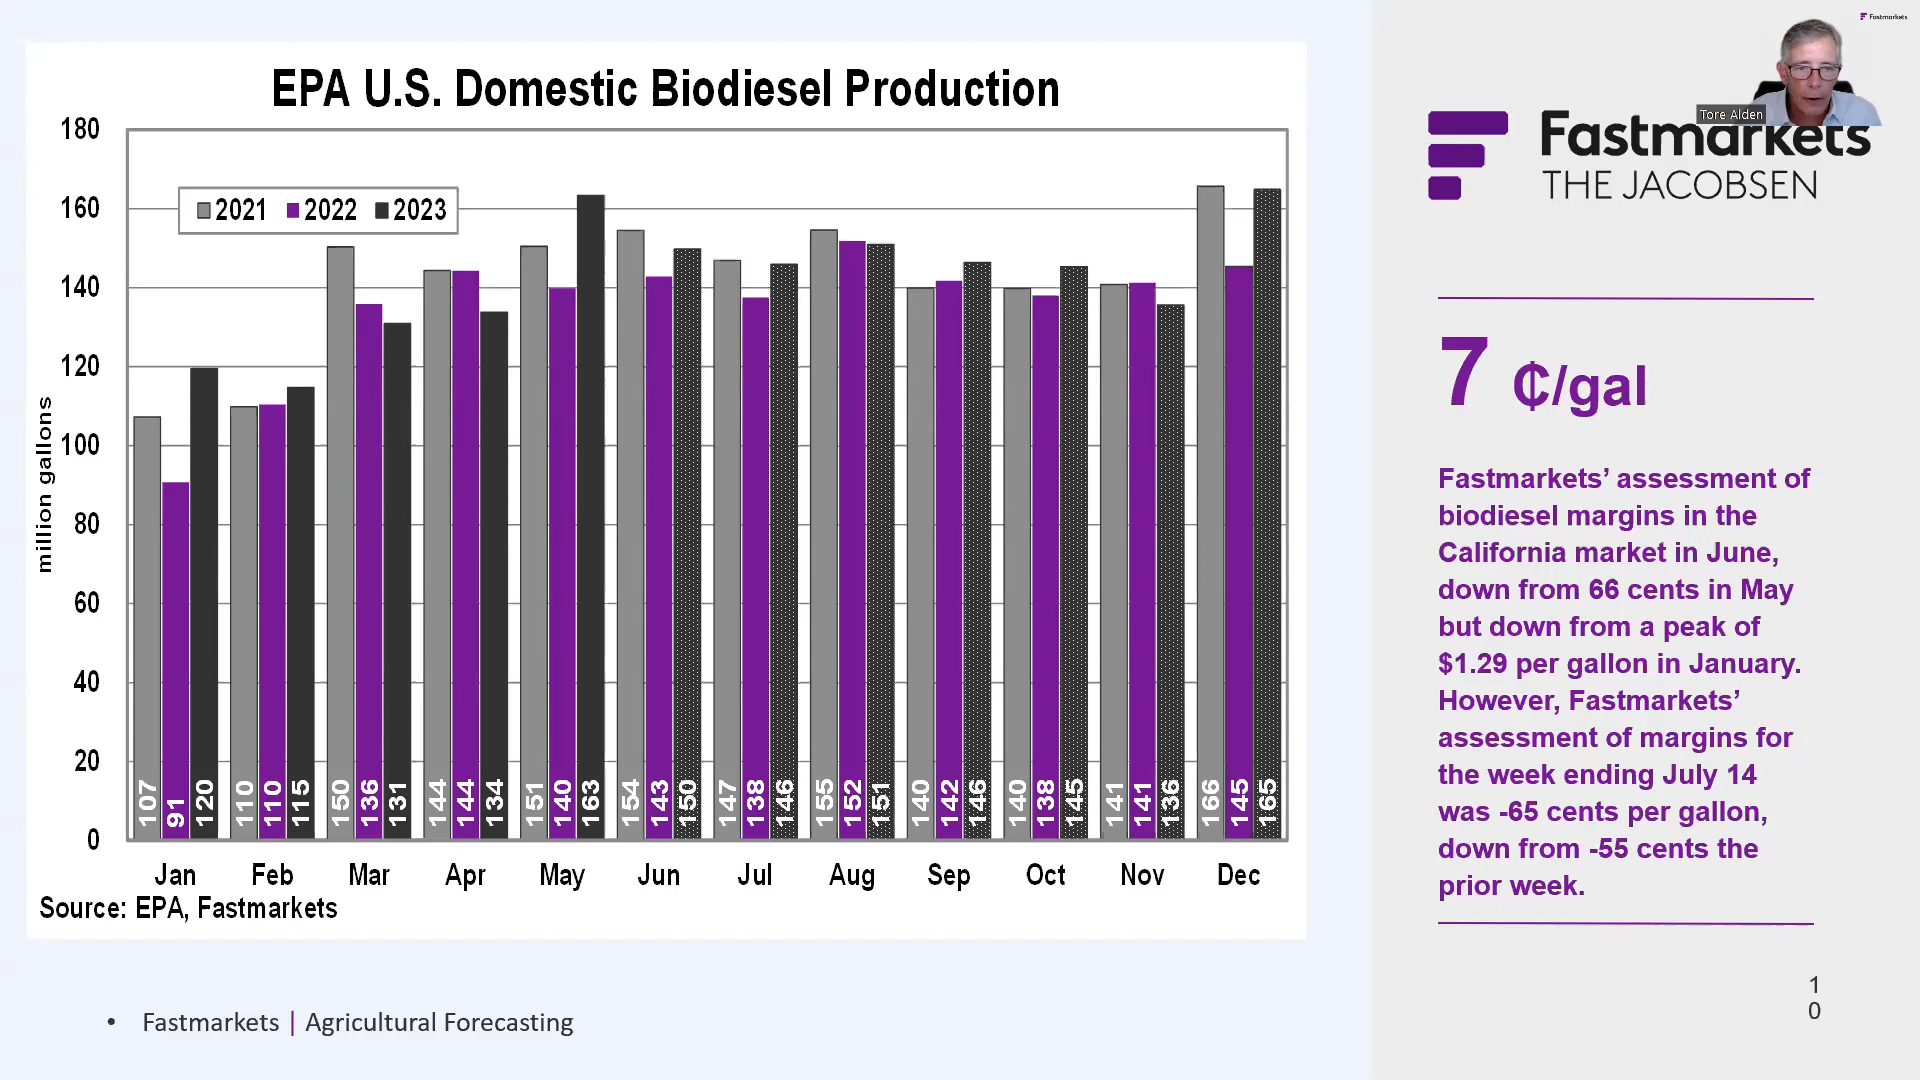 Fastmarkets
Tore Alden
EPA U.S. Domestic Biodiesel Production
180
160
140
120
100
80
60
40
20
0
million gallons
2021 2022 2023
107 91 120 110 110 115 150 136 131 144 144 134 151 140 163 154 143 150 147 138 146 155 152 151 140 142 146 140 138 145 141 141 136 166 145 165
Jan Feb Mar Apr May Jun Jul Aug Sep Oct Nov Dec
Source: EPA, Fastmarkets
• Fastmarkets | Agricultural Forecasting
Fastmarkets
THE JACOBSEN
7 ₵/gal
Fastmarkets’ assessment of
biodiesel margins in the
California market in June,
down from 66 cents in May
but down from a peak of
$1.29 per gallon in January.
However, Fastmarkets’
assessment of margins for
the week ending July 14
was -65 cents per gallon,
down from -55 cents the
prior week.
1
0